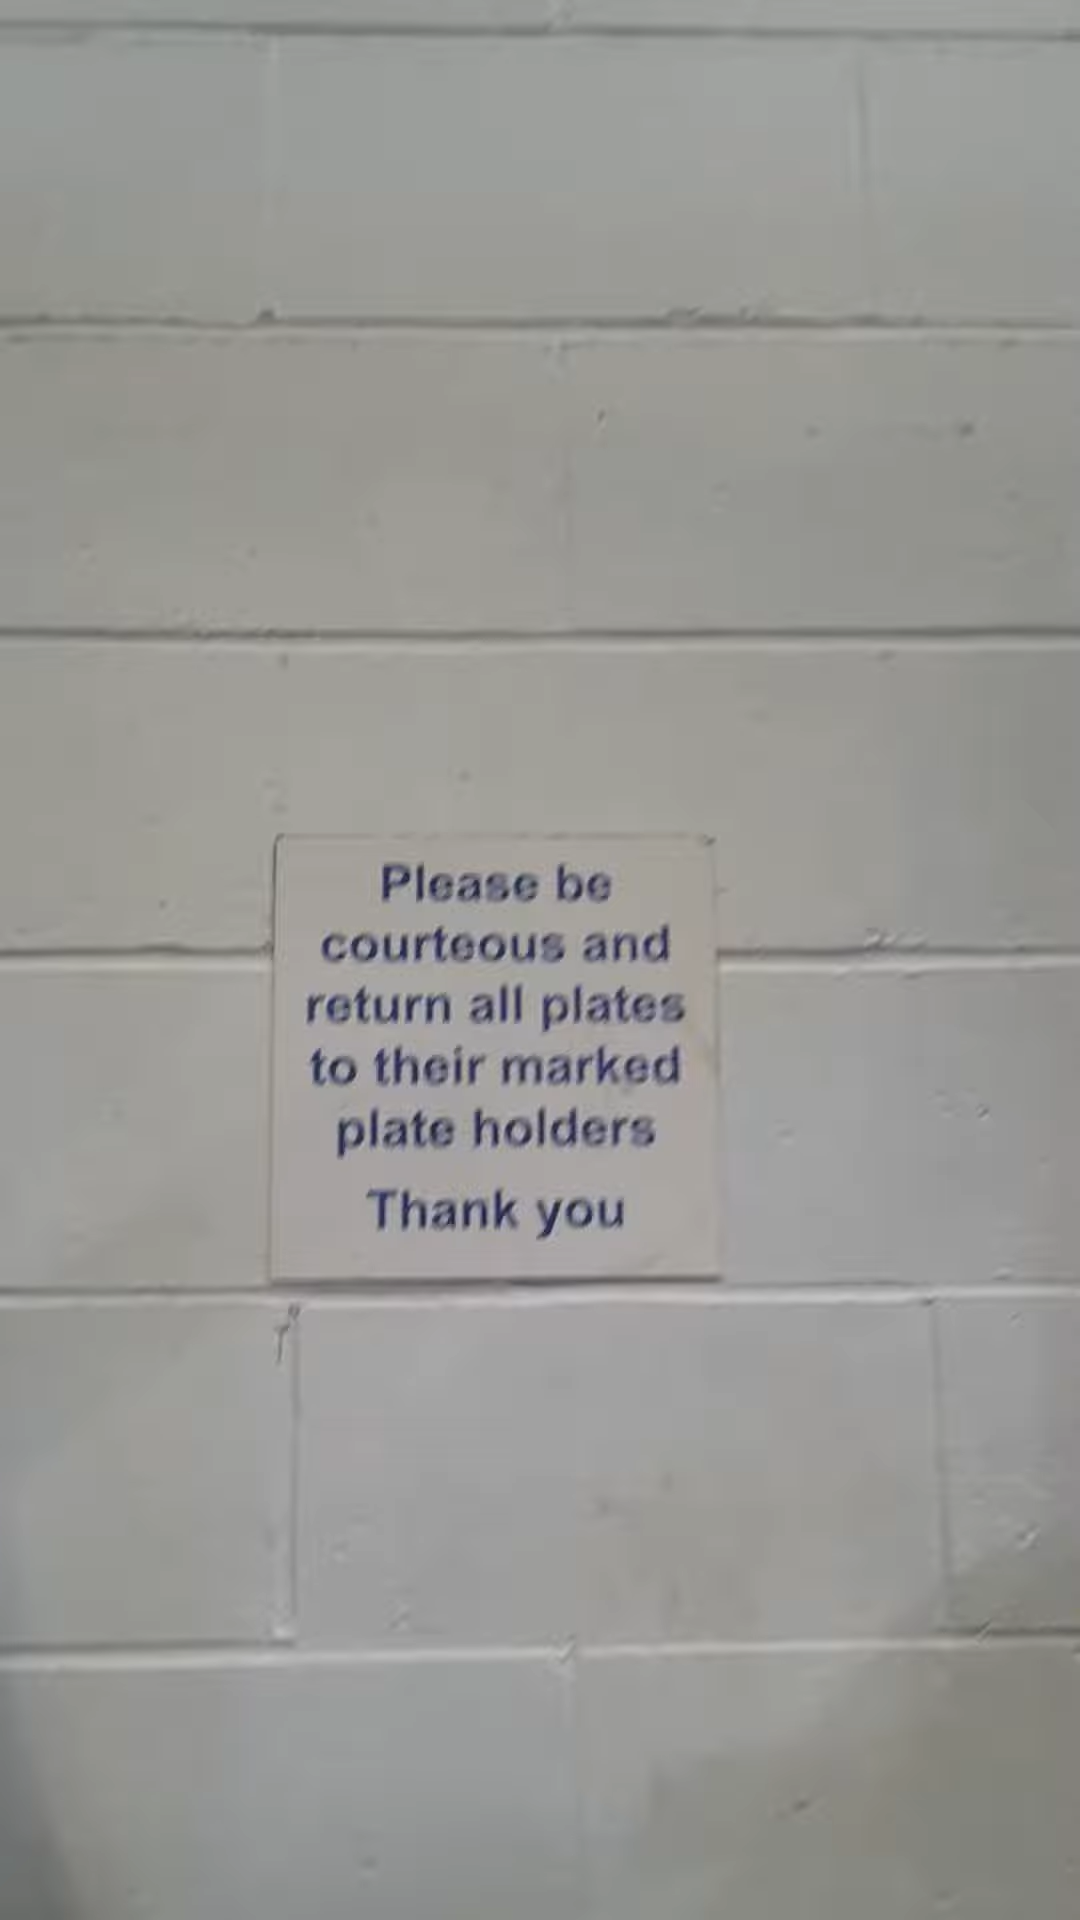 Please be
courteous and
return all plates
to their marked
plate holders
Thank you